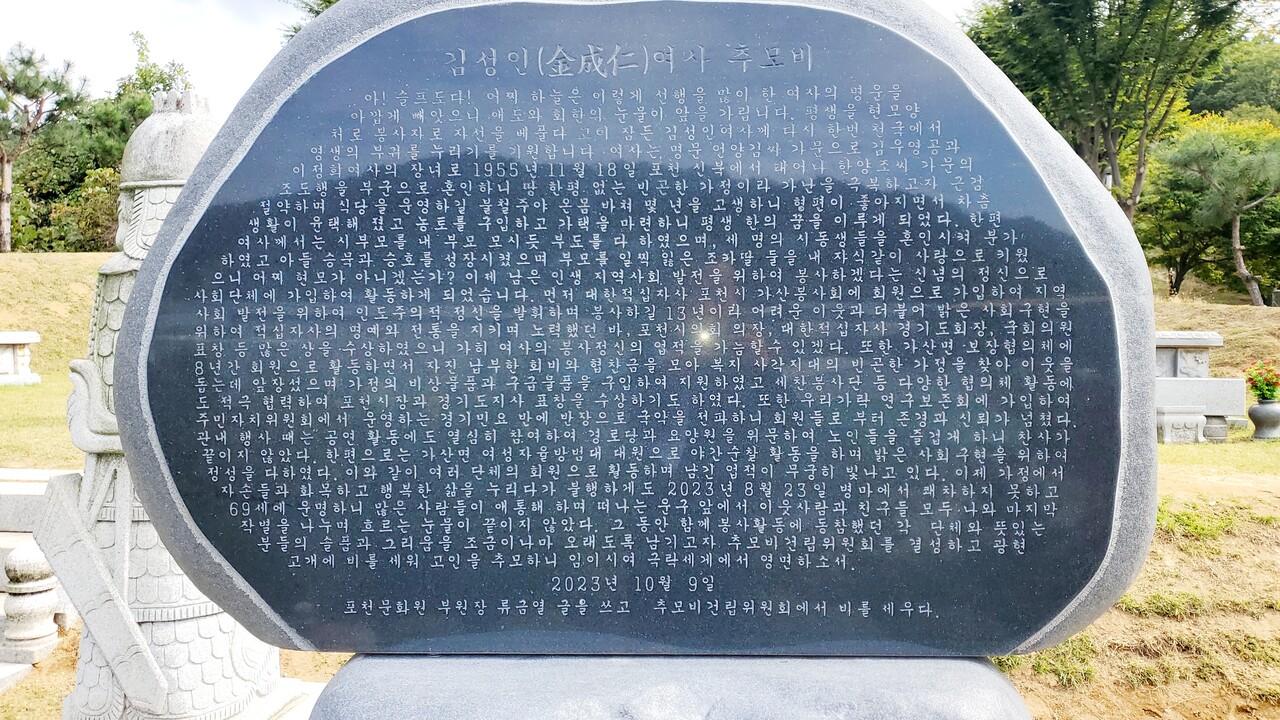 김성인(金成仁)여사 추모비
아! 슬프도다! 어찌 하늘은 이렇게 선행을 많이 한 여사의 명운을
아깝게 빼앗으니 애도와 회한의 눈물이 앞을 가립니다. 평생을 현모양
처로 봉사자로 자선을 베풀다 고이 잠든 김성인여사께 다시 한번 천국에서
영생의 부귀를 누리기를 기원합니다. 여사는 명문 언양김씨 가문으로 김우영공과
이정희여사의 장녀로 1955년 11월 18일 포천 신북에서 태어나 한양조씨 가문의
조도행을 부군으로 혼인하니 땅 한평 없는 빈곤한 가정이라 가난을 극복하고자 근검
절약하며 식당을 운영하길 불철주야 온몸 바쳐 몇년을 고생하니 형편이 좋아지면서 차츰
생활이 윤택해 졌고 농토를 구입하고 가택을 마련하니 평생 한의 꿈을 이루게 되었다. 한편
여사께서는 시부모를 내 부모 모시듯 부도를 다 하였으며, 세 명의 시동생들을 혼인시켜 분가
하였고 아들 승목과 승호를 성장시켰으며 부모를 일찍 잃은 조카딸 둘을 내 자식같이 사랑으로 키웠
으니 어찌 현모가 아니겠는가? 이제 남은 인생 지역사회 발전을 위하여 봉사하겠다는 신념의 정신으로
사회단체에 가입하여 활동하게 되었습니다. 먼저 대한적십자사 포천시 가산봉사회에 회원으로 가입하여 지역
사회 발전을 위하여 인도주의적 정신을 발휘하며 봉사하길 13년이라 어려운 이웃과 더불어 밝은 사회구현을
위하여 적십자사의 명예와 전통을 지키며 노력했던 바, 포천시의회 의장, 대한적십자사 경기도회장, 국회의원
표창 등 많은 상을 수상하였으니 가히 여사의 봉사정신의 업적을 가늠할수 있겠다. 또한 가산면 보장협의체에
8년간 회원으로 활동하면서 자진 납부한 회비와 협찬금을 모아 복지 사각지대의 빈곤한 가정을 찾아 이웃을
돕는데 앞장섰으며 가정의 비상물품과 구급물품을 구입하여 지원하였고 세찬봉사단 등 다양한 협의체 활동에
도 적극 협력하여 포천시장과 경기도지사 표창을 수상하기도 하였다. 또한 우리가락 연구보존회에 가입하여
주민자치위원회에서 운영하는 경기민요 반에 반장으로 국악을 전파하니 회원들로 부터 존경과 신뢰가 넘쳤다.
관내 행사 때는 공연 활동에도 열심히 참여하여 경로당과 요양원을 위문하여 노인들을 즐겁게 하니 찬사가
끝이지 않았다. 한편으로는 가산면 여성자율방범대 대원으로 야간순찰 활동을 하며 밝은 사회구현을 위하여
정성을 다하였다. 이와 같이 여러단체의 회원으로 활동하며 남긴 업적이 무궁히 빛나고 있다. 이제 가정에서
자손들과 화목하고 행복한 삶을 누리다가 불행하게도 2023년 8월 23일 병마에서 쾌차하지 못하고
69세에 운명하니 많은 사람들이 애통해 하며 떠나는 운구 앞에서 이웃사람과 친구들 모두나와 마지막
작별을 나누며 흐르는 눈물이 끝이지 않았다. 그 동안 함께 봉사활동에 동참했던 각 단체와 뜻있는
분들의 슬픔과 그리움을 조금이나마 오래도록 남기고자 추모비건립위원회를 결성하고 광현
고개에 비를 세워 고인을 추모하니 임이시여 극락세계에서 영면하소서.
2023년 10월 9일
포천문화원 부원장 류금열 글을 쓰고 추모비건립위원회에서 비를 세우다.